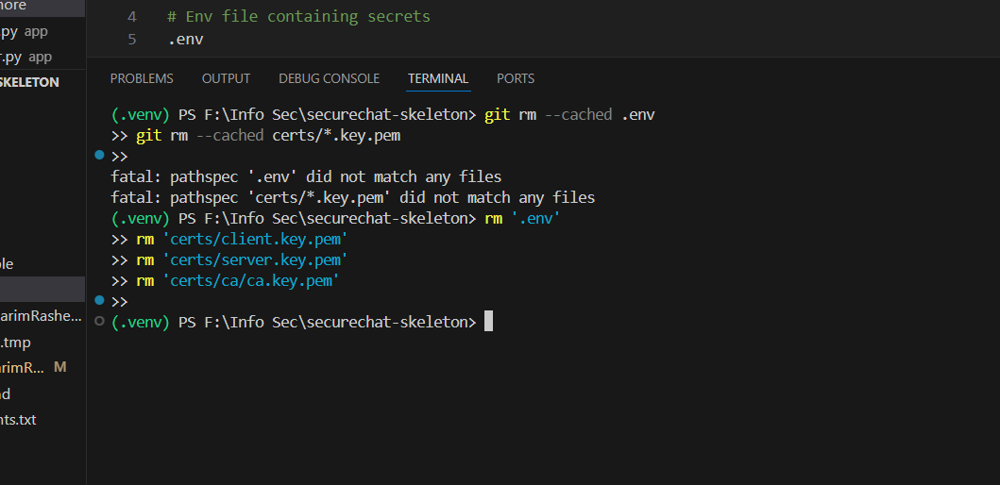 nore
4 # Env file containing secrets
.py app
5 .env
r.py app
SKELETON
PROBLEMS OUTPUT DEBUG CONSOLE TERMINAL PORTS
(.venv) PS F:\Info Sec\securechat-skeleton> git rm --cached .env
>> git rm --cached certs/*.key.pem
>>
fatal: pathspec '.env' did not match any files
fatal: pathspec 'certs/*.key.pem' did not match any files
(.venv) PS F:\Info Sec\securechat-skeleton> rm '.env'
>> rm 'certs/client.key.pem'
>> rm 'certs/server.key.pem'
>> rm 'certs/ca/ca.key.pem'
>>
(.venv) PS F:\Info Sec\securechat-skeleton>
le
arimRashe...
.tmp
arimR... M
d
nts.txt